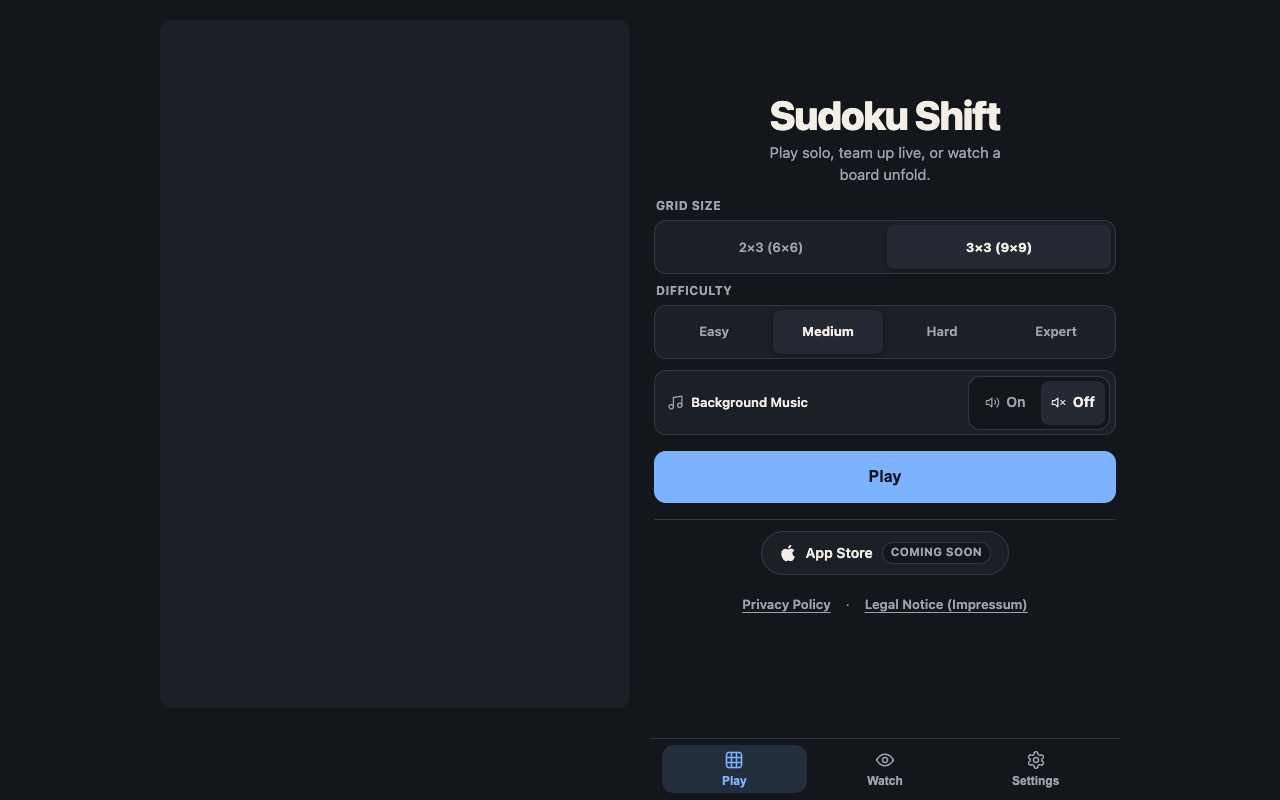 Sudoku Shift
Play solo, team up live, or watch a
board unfold.
GRID SIZE
2×3 (6×6)
3×3 (9×9)
DIFFICULTY
Easy
Medium
Hard
Expert
Background Music
On
Off
Play
App Store
COMING SOON
Privacy Policy
·
Legal Notice (Impressum)
Play
Watch
Settings